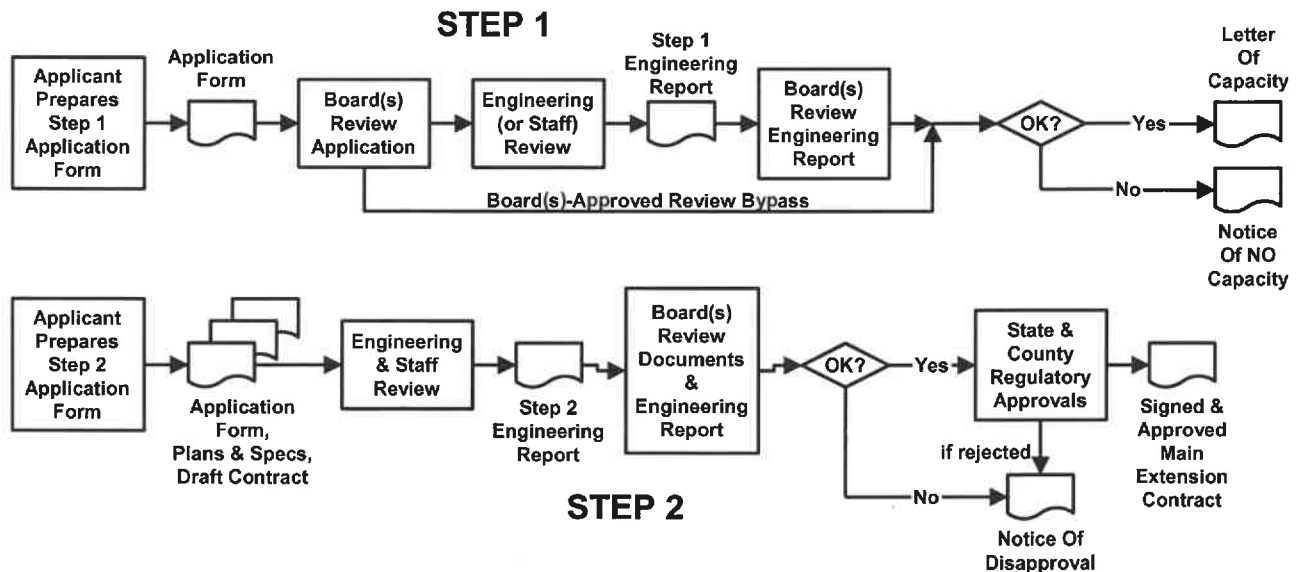 STEP 1
Applicant
Prepares
Step 1
Application
Form
Application
Form
Board(s)
Review
Application
Engineering
(or Staff)
Review
Step 1
Engineering
Report
Board(s)
Review
Engineering
Report
Board(s)-Approved Review Bypass
OK?
Yes
No
Letter
Of
Capacity
Notice
Of NO
Capacity
Applicant
Prepares
Step 2
Application
Form
Application
Form,
Plans & Specs,
Draft Contract
Engineering
& Staff
Review
Step 2
Engineering
Report
Board(s)
Review
Documents
&
Engineering
Report
OK?
Yes
No
State &
County
Regulatory
Approvals
if rejected
Notice Of
Disapproval
Signed &
Approved
Main
Extension
Contract
STEP 2